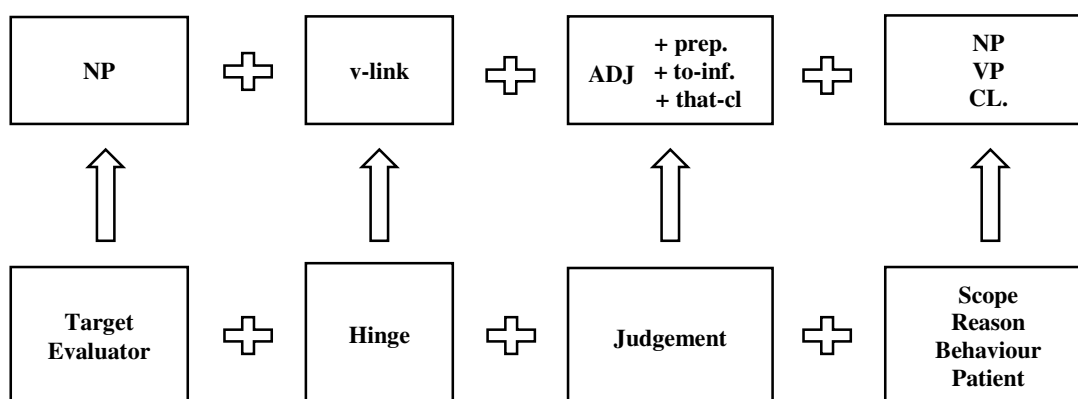 NP
v-link
ADJ
+ prep.
+ to-inf.
+ that-cl
NP
VP
CL.
Target
Evaluator
Hinge
Judgement
Scope
Reason
Behaviour
Patient